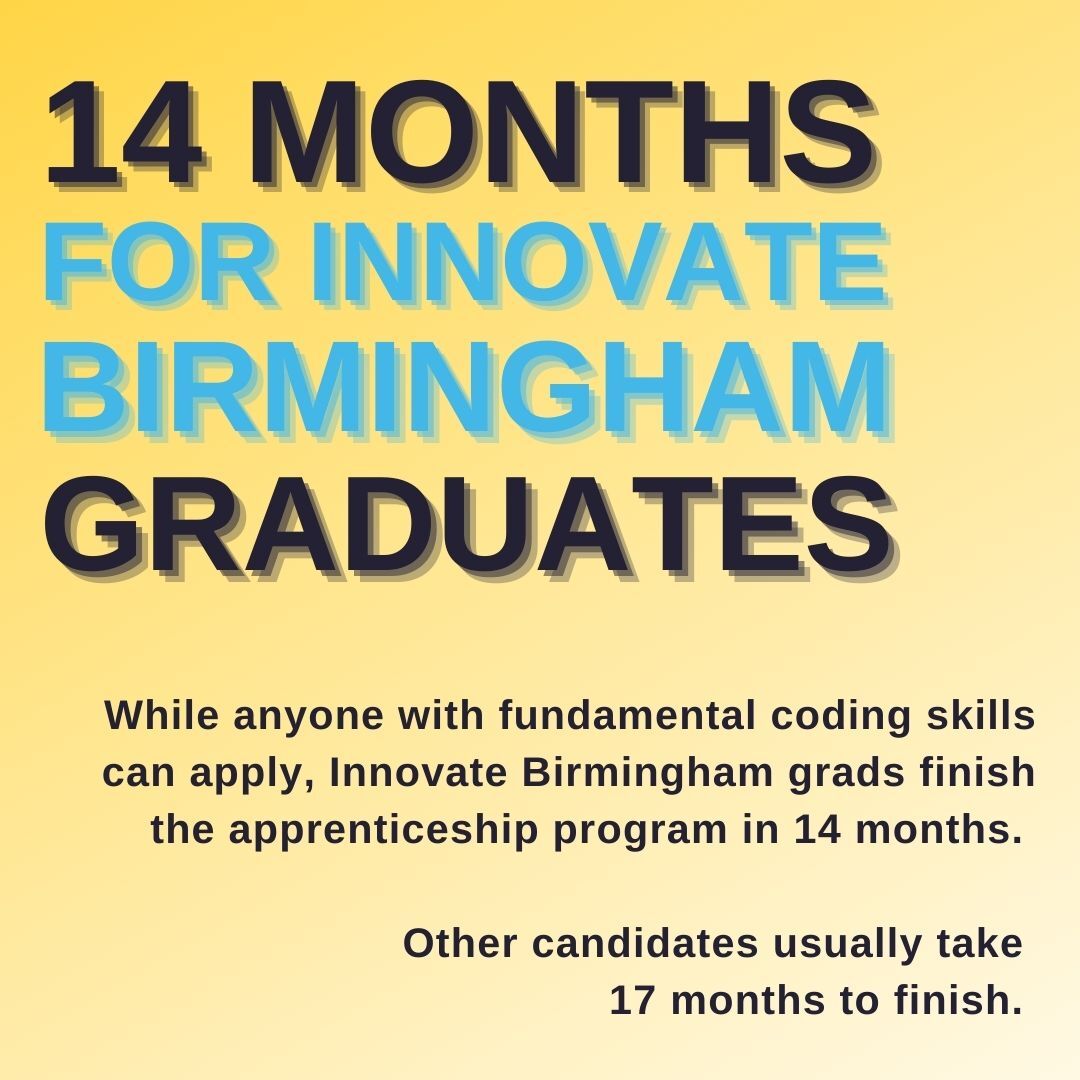 14 MONTHS
FOR INNOVATE
BIRMINGHAM
GRADUATES
While anyone with fundamental coding skills
can apply, Innovate Birmingham grads finish
the apprenticeship program in 14 months.
Other candidates usually take
17 months to finish.